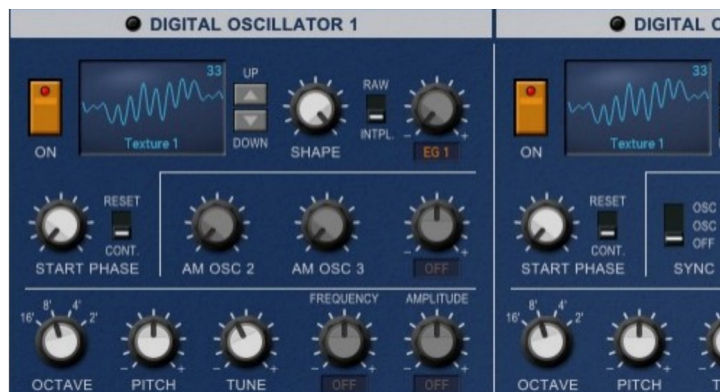 DIGITAL OSCILLATOR 1
33
Texture 1
ON
UP
DOWN
SHAPE
RAW
INTPL.
- +
EG 1
START PHASE
RESET
CONT.
AM OSC 2
AM OSC 3
- +
OFF
16' 8' 4' 2'
OCTAVE
- +
PITCH
- +
TUNE
FREQUENCY
- +
OFF
AMPLITUDE
- +
OFF
DIGITAL
33
Texture 1
ON
START PHASE
RESET
CONT.
OSC
OSC
OFF
SYNC
16' 8' 4' 2'
OCTAVE
- +
PITCH